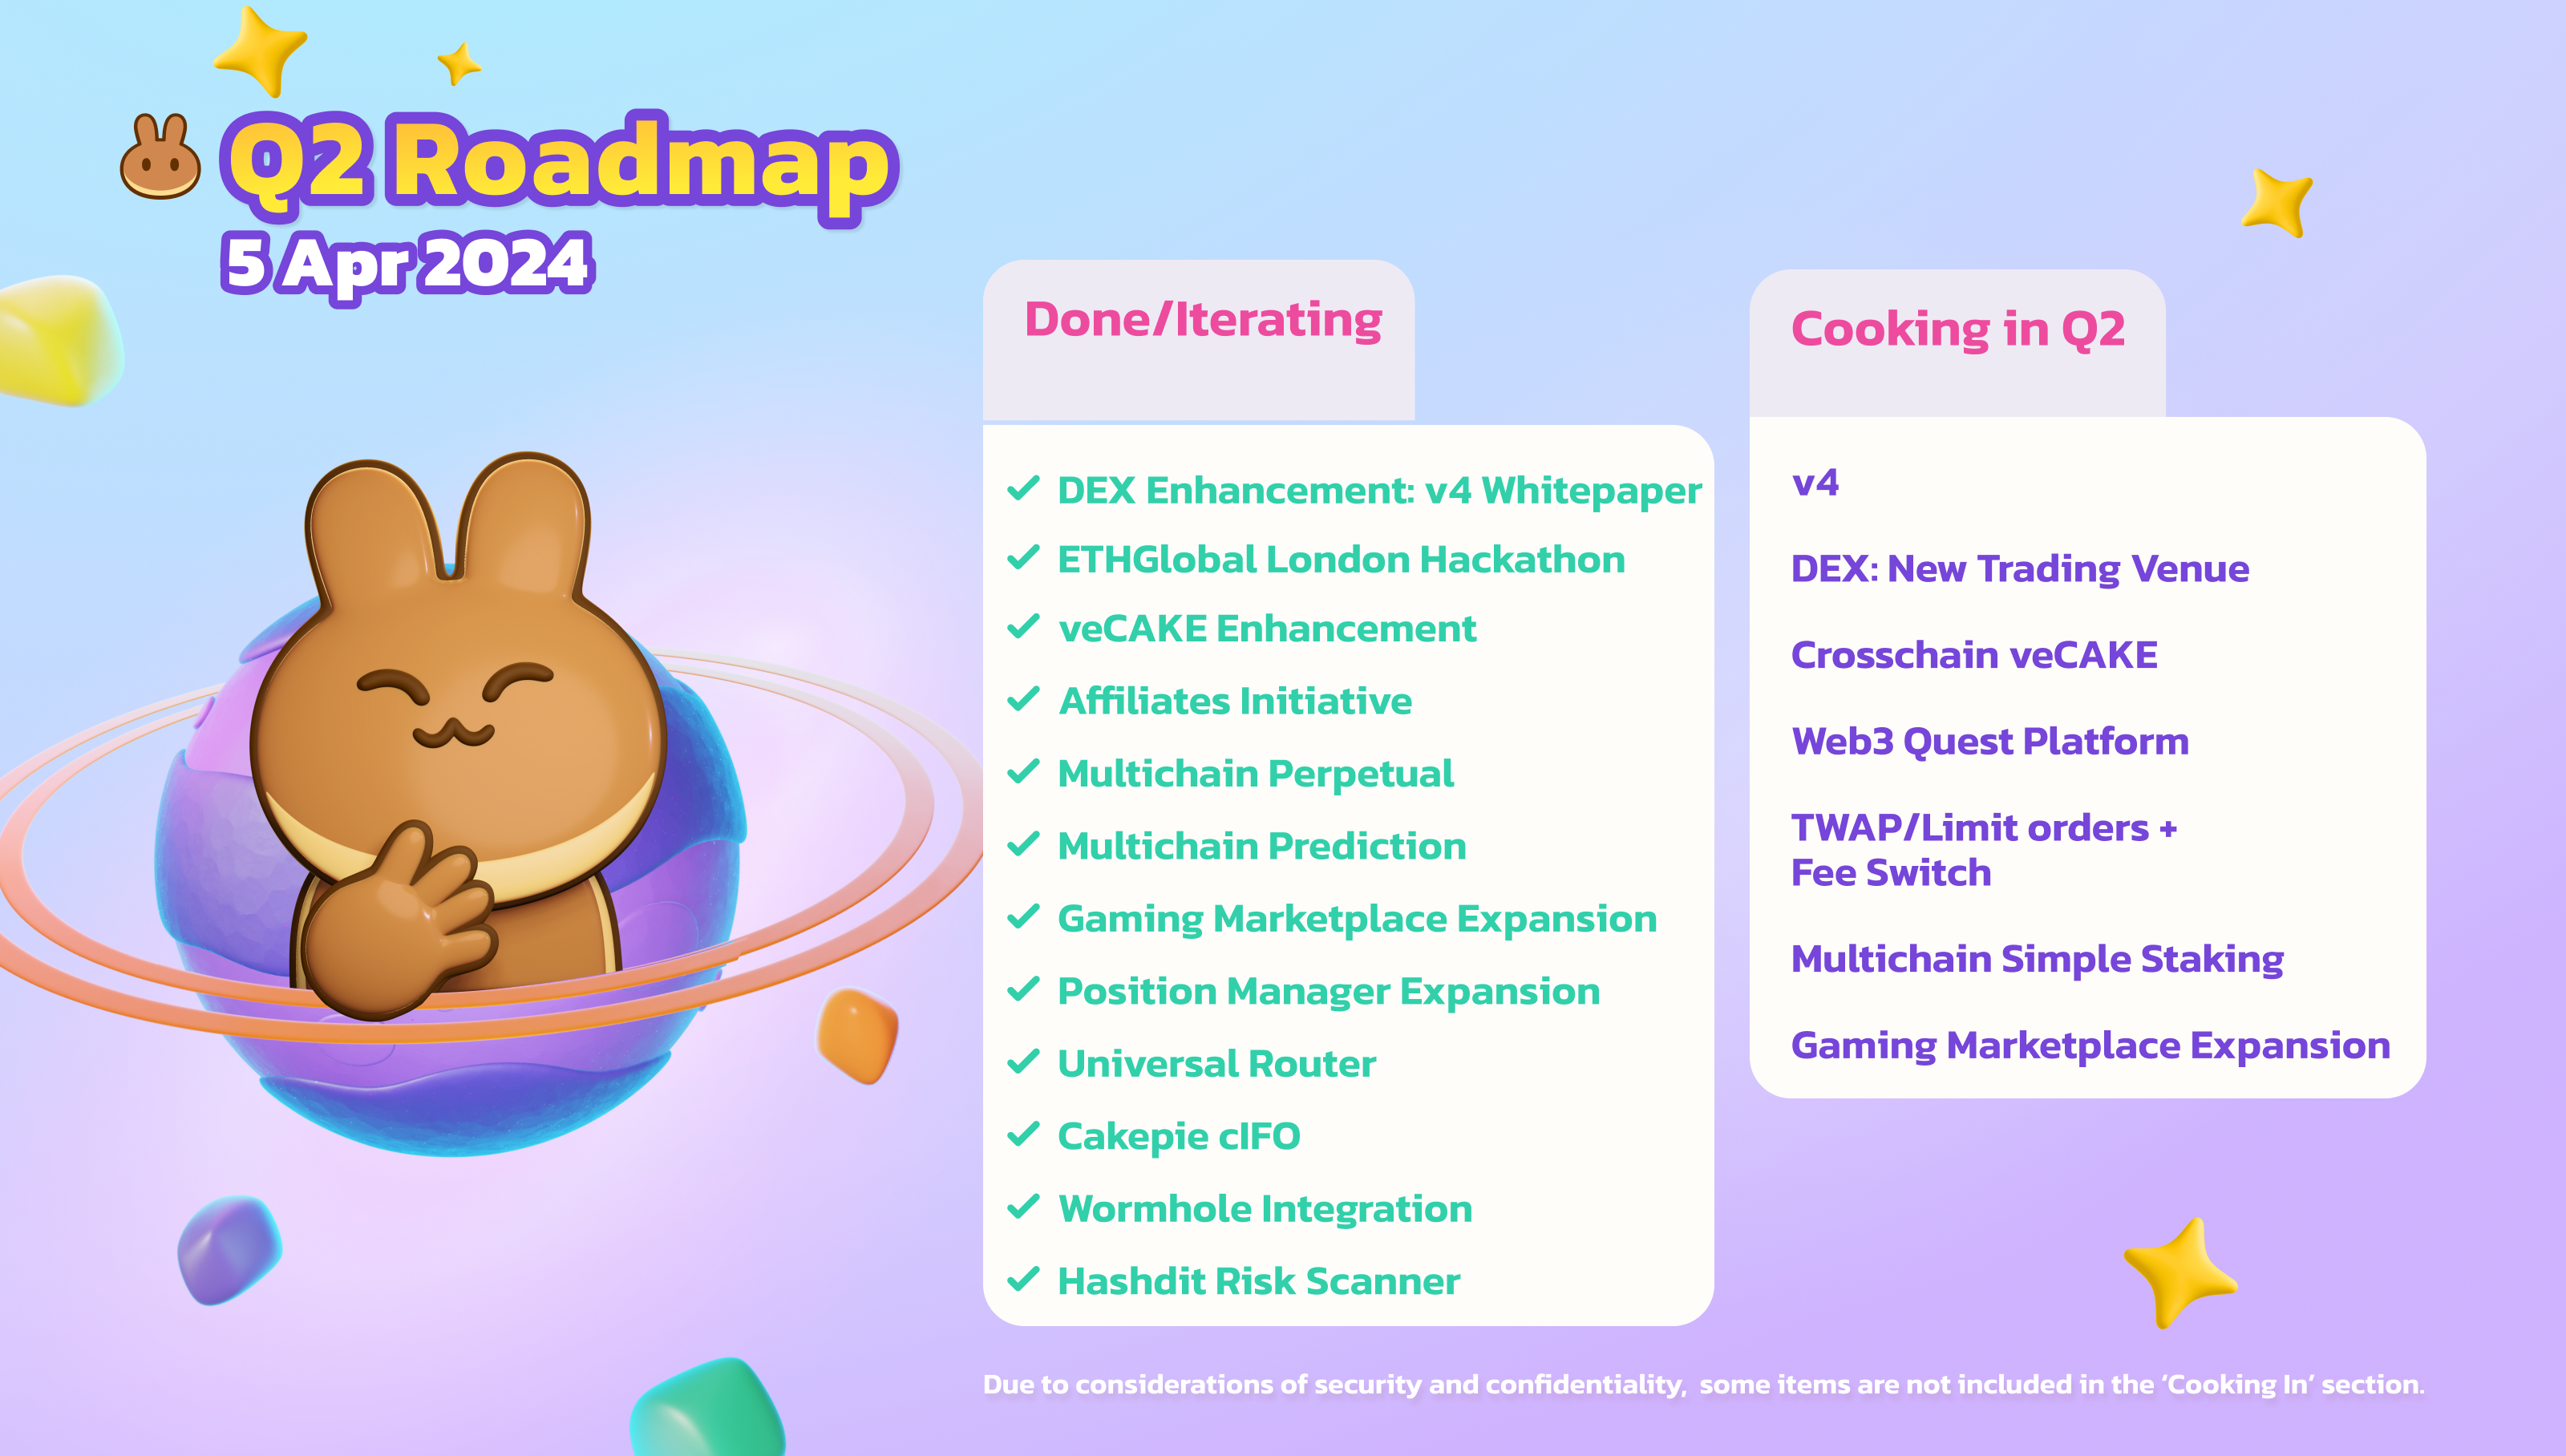 Q2 Roadmap
5 Apr 2024
Done/Iterating
DEX Enhancement: v4 Whitepaper
ETHGlobal London Hackathon
veCAKE Enhancement
Affiliates Initiative
Multichain Perpetual
Multichain Prediction
Gaming Marketplace Expansion
Position Manager Expansion
Universal Router
Cakepie cIFO
Wormhole Integration
Hashdit Risk Scanner
Cooking in Q2
v4
DEX: New Trading Venue
Crosschain veCAKE
Web3 Quest Platform
TWAP/Limit orders +
Fee Switch
Multichain Simple Staking
Gaming Marketplace Expansion
Due to considerations of security and confidentiality, some items are not included in the ‘Cooking In’ section.